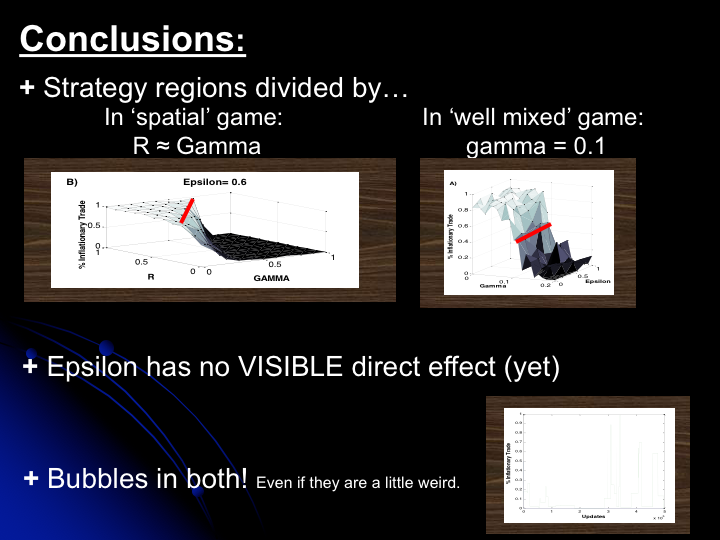 Conclusions:
+ Strategy regions divided by…
In ‘spatial’ game:
R ≈ Gamma
In ‘well mixed’ game:
gamma = 0.1
B)
Epsilon= 0.6
% Inflationary Trade
1
0.5
0
1
0.5
0
R
0
0.5
1
GAMMA
A)
% Inflationary Trade
1
0.8
0.6
0.4
0.2
0
0
0.1
0.2
Gamma
0
0.5
1
Epsilon
+ Epsilon has no VISIBLE direct effect (yet)
+ Bubbles in both! Even if they are a little weird.
% Inflationary Trade
1
0.9
0.8
0.7
0.6
0.5
0.4
0.3
0.2
0.1
0
0 1 2 3 4 5
Updates